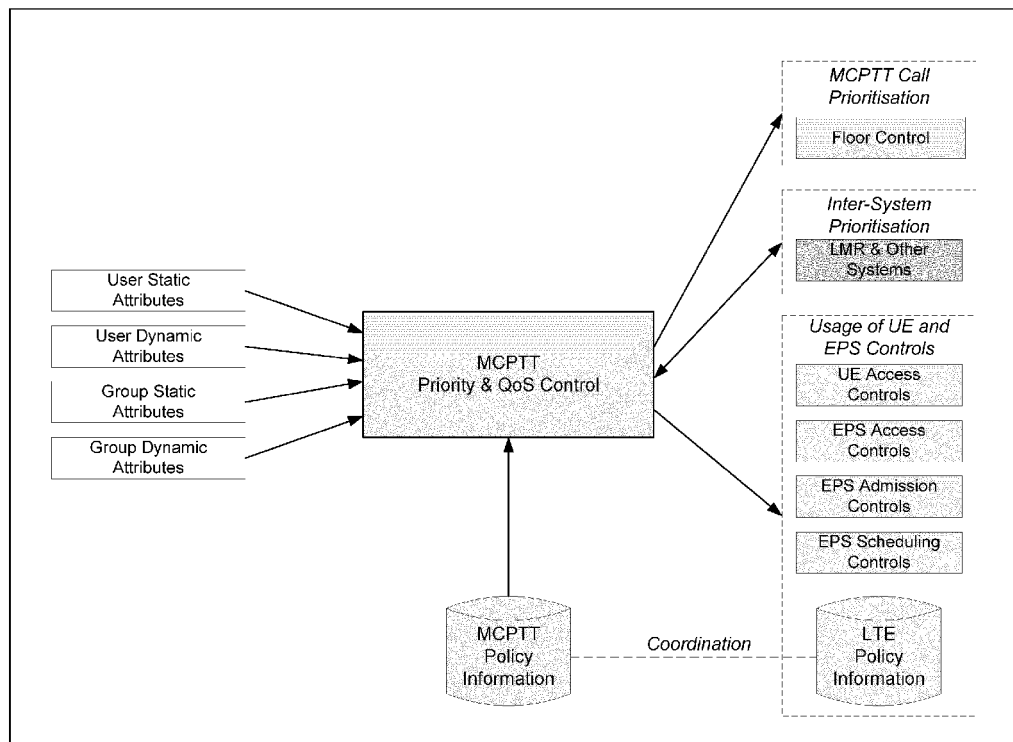 MCPTT Call
Prioritisation
Floor Control
Inter-System
Prioritisation
LMR & Other
Systems
User Static
Attributes
User Dynamic
Attributes
Group Static
Attributes
Group Dynamic
Attributes
MCPTT
Priority & QoS Control
Usage of UE and
EPS Controls
UE Access
Controls
EPS Access
Controls
EPS Admission
Controls
EPS Scheduling
Controls
MCPTT
Policy
Information
Coordination
LTE
Policy
Information